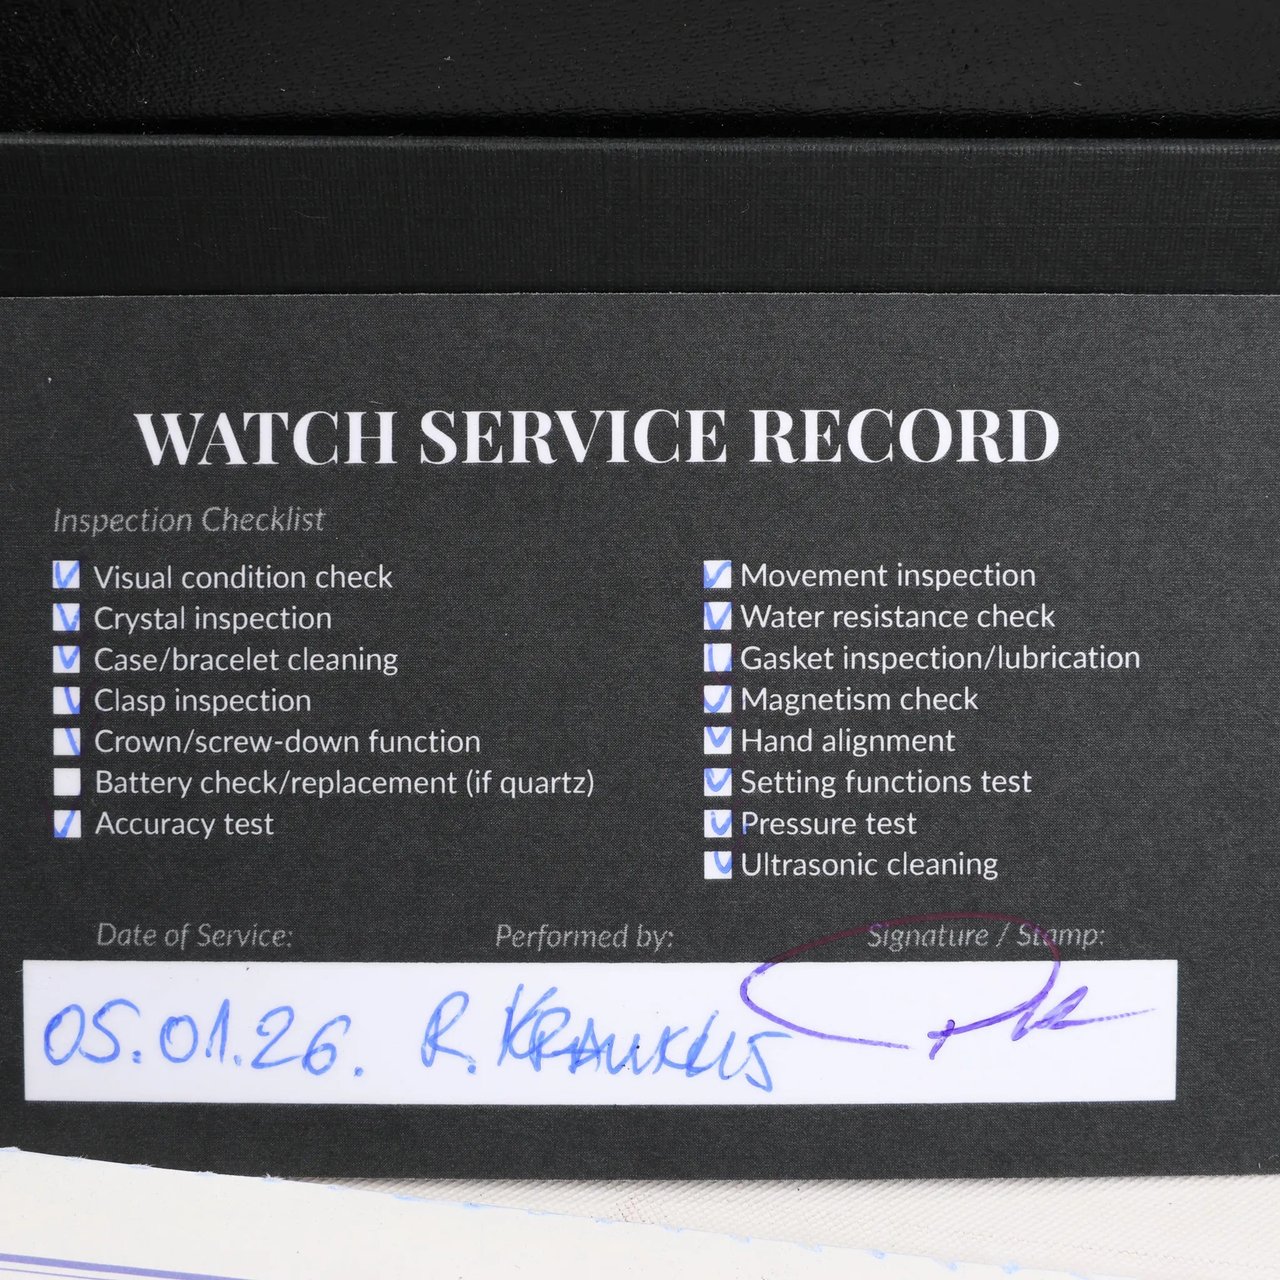 WATCH SERVICE RECORD
Inspection Checklist
Visual condition check
Crystal inspection
Case/bracelet cleaning
Clasp inspection
Crown/screw-down function
Battery check/replacement (if quartz)
Accuracy test
Movement inspection
Water resistance check
Gasket inspection/lubrication
Magnetism check
Hand alignment
Setting functions test
Pressure test
Ultrasonic cleaning
Date of Service:
Performed by:
Signature / Stamp:
05.01.26. R.